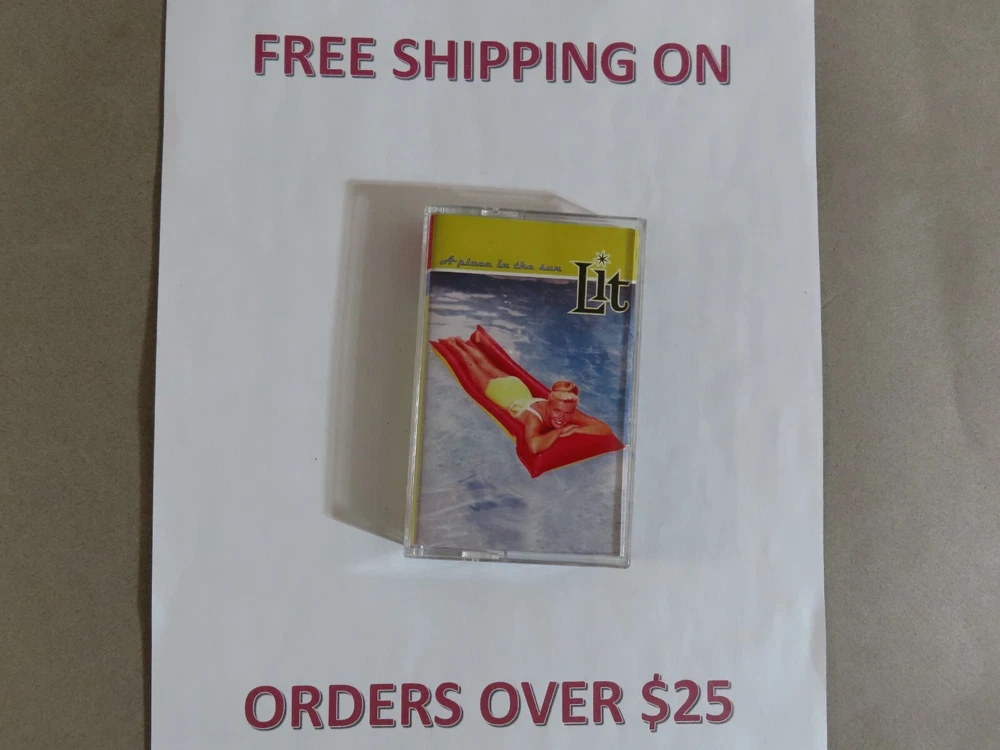 FREE SHIPPING ON
A place in the sun
Lit
ORDERS OVER $25